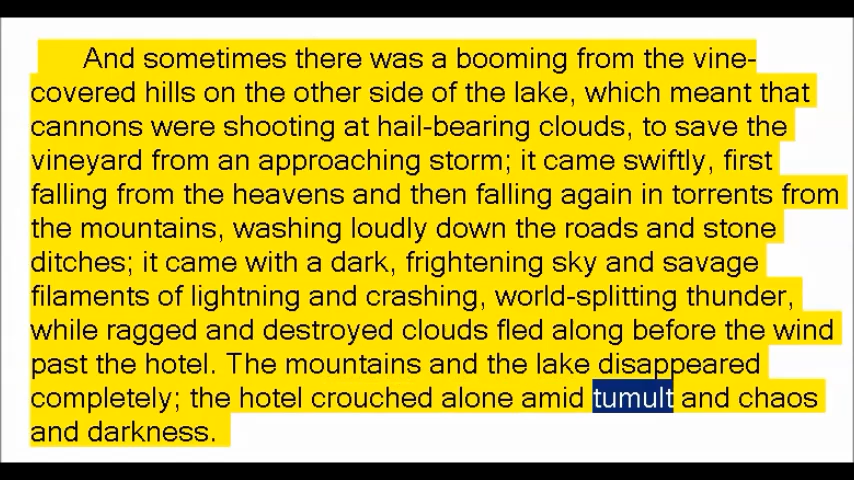 And sometimes there was a booming from the vine-
covered hills on the other side of the lake, which meant that
cannons were shooting at hail-bearing clouds, to save the
vineyard from an approaching storm; it came swiftly, first
falling from the heavens and then falling again in torrents from
the mountains, washing loudly down the roads and stone
ditches; it came with a dark, frightening sky and savage
filaments of lightning and crashing, world-splitting thunder,
while ragged and destroyed clouds fled along before the wind
past the hotel. The mountains and the lake disappeared
completely; the hotel crouched alone amid tumult and chaos
and darkness.